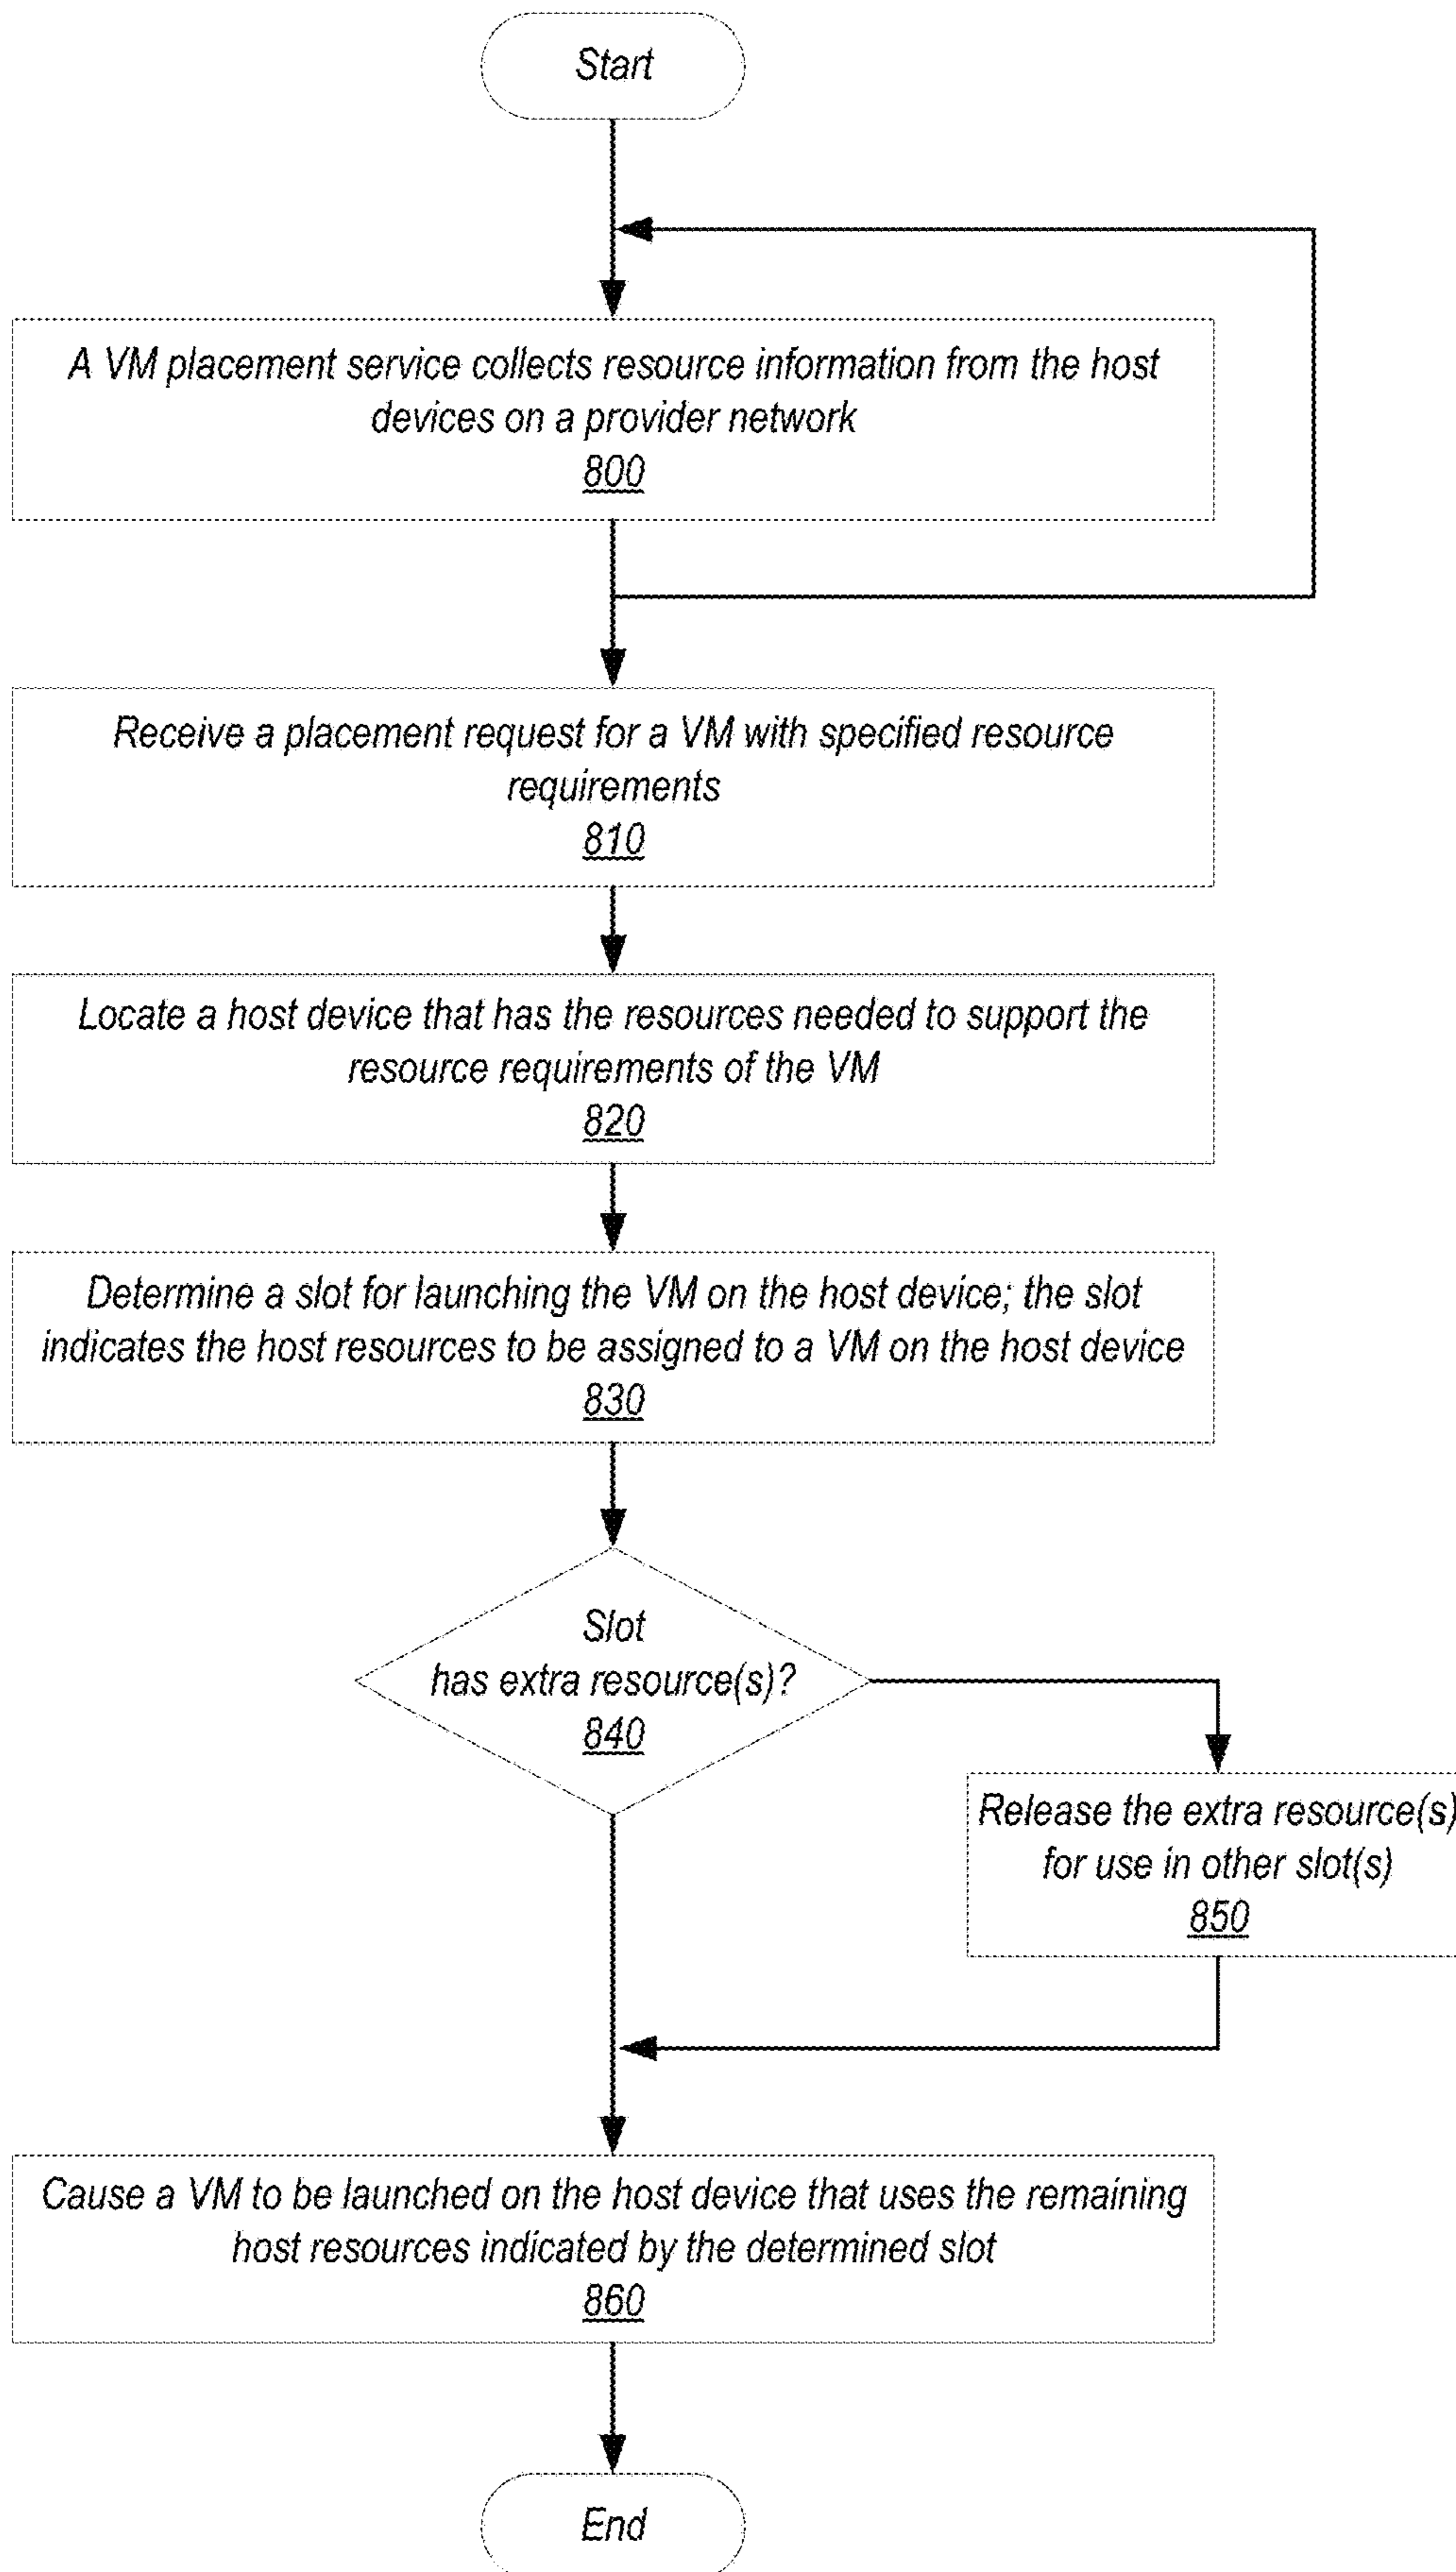 Start
A VM placement service collects resource information from the host
devices on a provider network
800
Receive a placement request for a VM with specified resource
requirements
810
Locate a host device that has the resources needed to support the
resource requirements of the VM
820
Determine a slot for launching the VM on the host device; the slot
indicates the host resources to be assigned to a VM on the host device
830
Slot
has extra resource(s)?
840
Release the extra resource(s)
for use in other slot(s)
850
Cause a VM to be launched on the host device that uses the remaining
host resources indicated by the determined slot
860
End